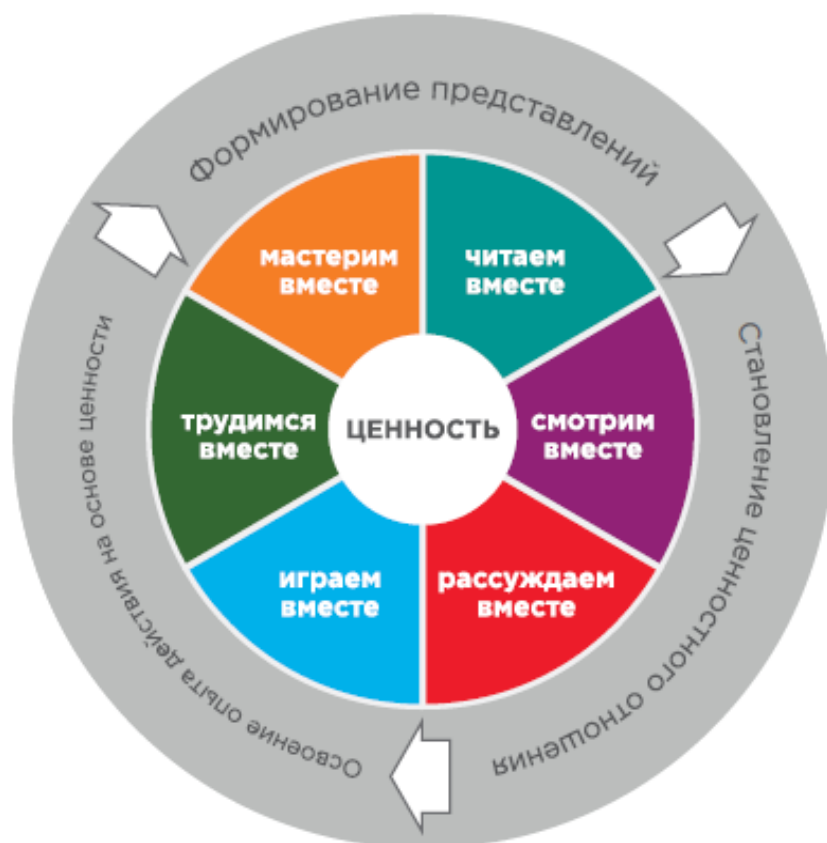 Формирование представлений
Становление ценностного отношения
Освоение опыта действия на основе ценности
мастерим
вместе
читаем
вместе
трудимся
вместе
ЦЕННОСТЬ
смотрим
вместе
играем
вместе
рассуждаем
вместе